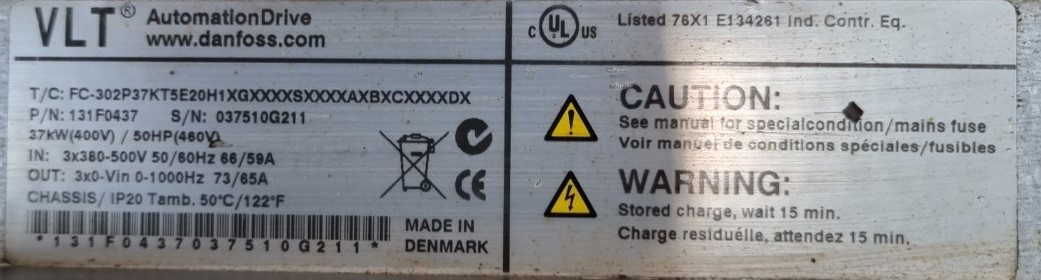 VLT® AutomationDrive
www.danfoss.com
T/C: FC-302P37KT5E20H1XGXXXXSXXXXAXBXCXXXXDX
P/N: 131F0437 S/N: 037510G211
37kW(400V) / 50HP(460V)
IN: 3x380-500V 50/60Hz 66/59A
OUT: 3x0-Vin 0-1000Hz 73/65A
CHASSIS/ IP20 Tamb. 50°C/122°F
*131F0437037510G211*
MADE IN
DENMARK
CE
c UL us
Listed 76X1 E134261 Ind. Contr. Eq.
CAUTION:
See manual for specialcondition/mains fuse
Voir manuel de conditions spéciales/fusibles
WARNING:
Stored charge, wait 15 min.
Charge residuélle, attendez 15 min.